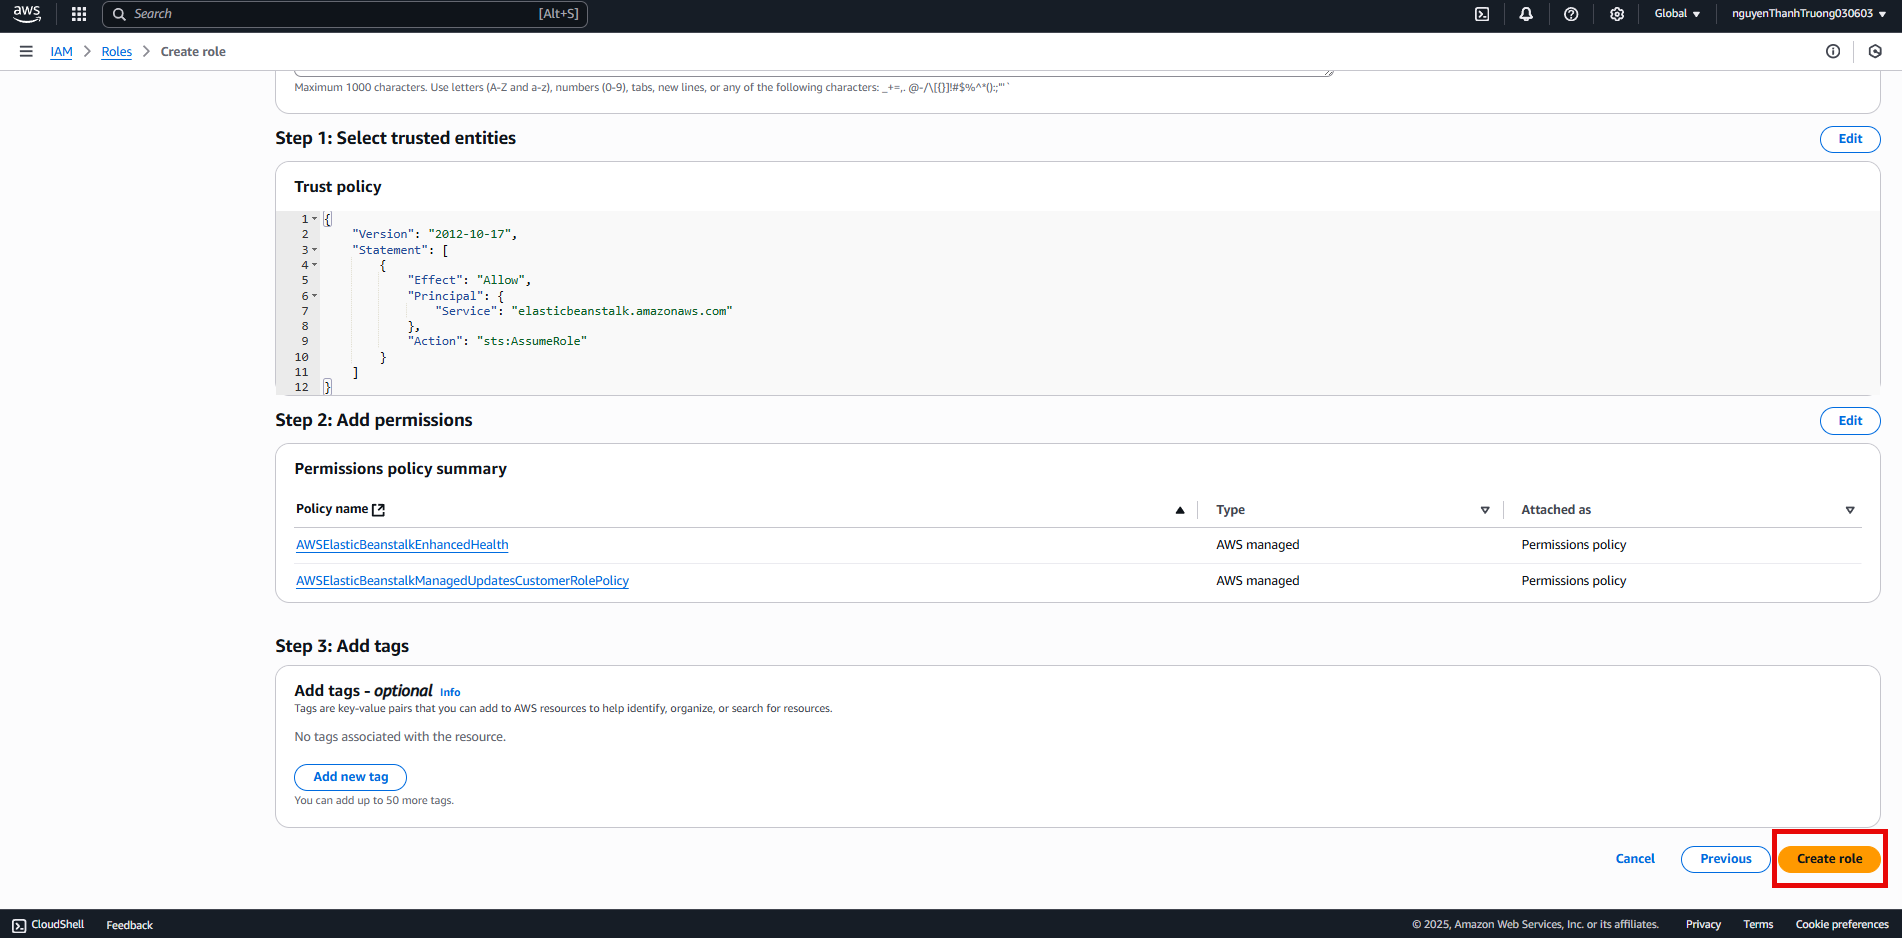 aws
Search [Alt+S]
Global
nguyenThanhTruong030603
IAM Roles Create role
Maximum 1000 characters. Use letters (A-Z and a-z), numbers (0-9), tabs, new lines, or any of the following characters: _+=,. @-/\[{}]!#$%^*();:"'`
Step 1: Select trusted entities
Edit
Trust policy
1 {
2 "Version": "2012-10-17",
3 "Statement": [
4 {
5 "Effect": "Allow",
6 "Principal": {
7 "Service": "elasticbeanstalk.amazonaws.com"
8 },
9 "Action": "sts:AssumeRole"
10 }
11 ]
12 }
Step 2: Add permissions
Edit
Permissions policy summary
Policy name Type Attached as
AWSElasticBeanstalkEnhancedHealth AWS managed Permissions policy
AWSElasticBeanstalkManagedUpdatesCustomerRolePolicy AWS managed Permissions policy
Step 3: Add tags
Add tags - optional Info
Tags are key-value pairs that you can add to AWS resources to help identify, organize, or search for resources.
No tags associated with the resource.
Add new tag
You can add up to 50 more tags.
Cancel Previous Create role
CloudShell Feedback © 2025, Amazon Web Services, Inc. or its affiliates. Privacy Terms Cookie preferences